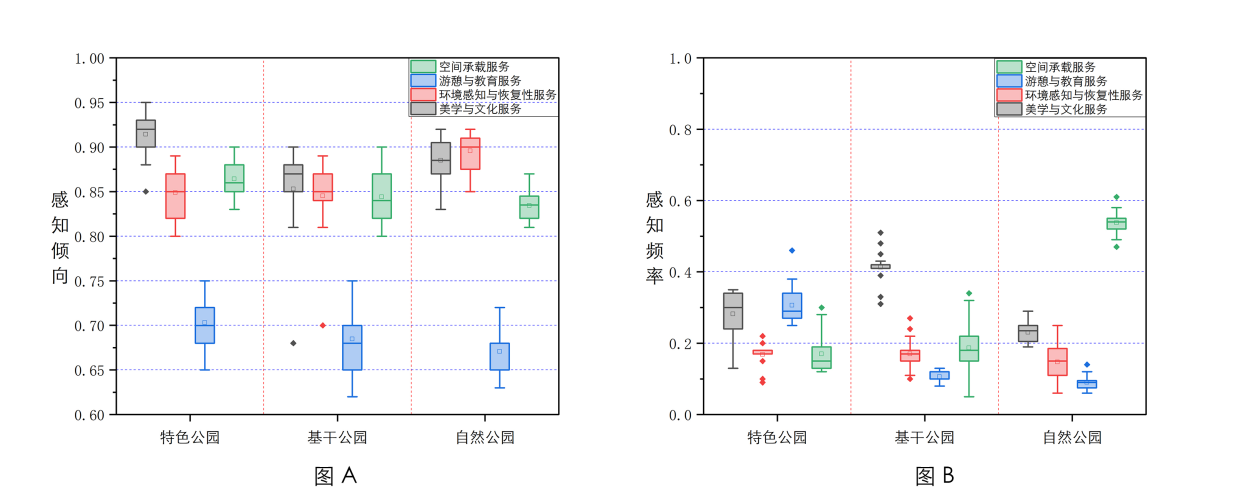 1.00
0.95
0.90
0.85
0.80
0.75
0.70
0.65
0.60
感知倾向
空间承载服务
游憩与教育服务
环境感知与恢复性服务
美学与文化服务
特色公园 基干公园 自然公园
图 A
1.0
0.8
0.6
0.4
0.2
0.0
感知频率
空间承载服务
游憩与教育服务
环境感知与恢复性服务
美学与文化服务
特色公园 基干公园 自然公园
图 B